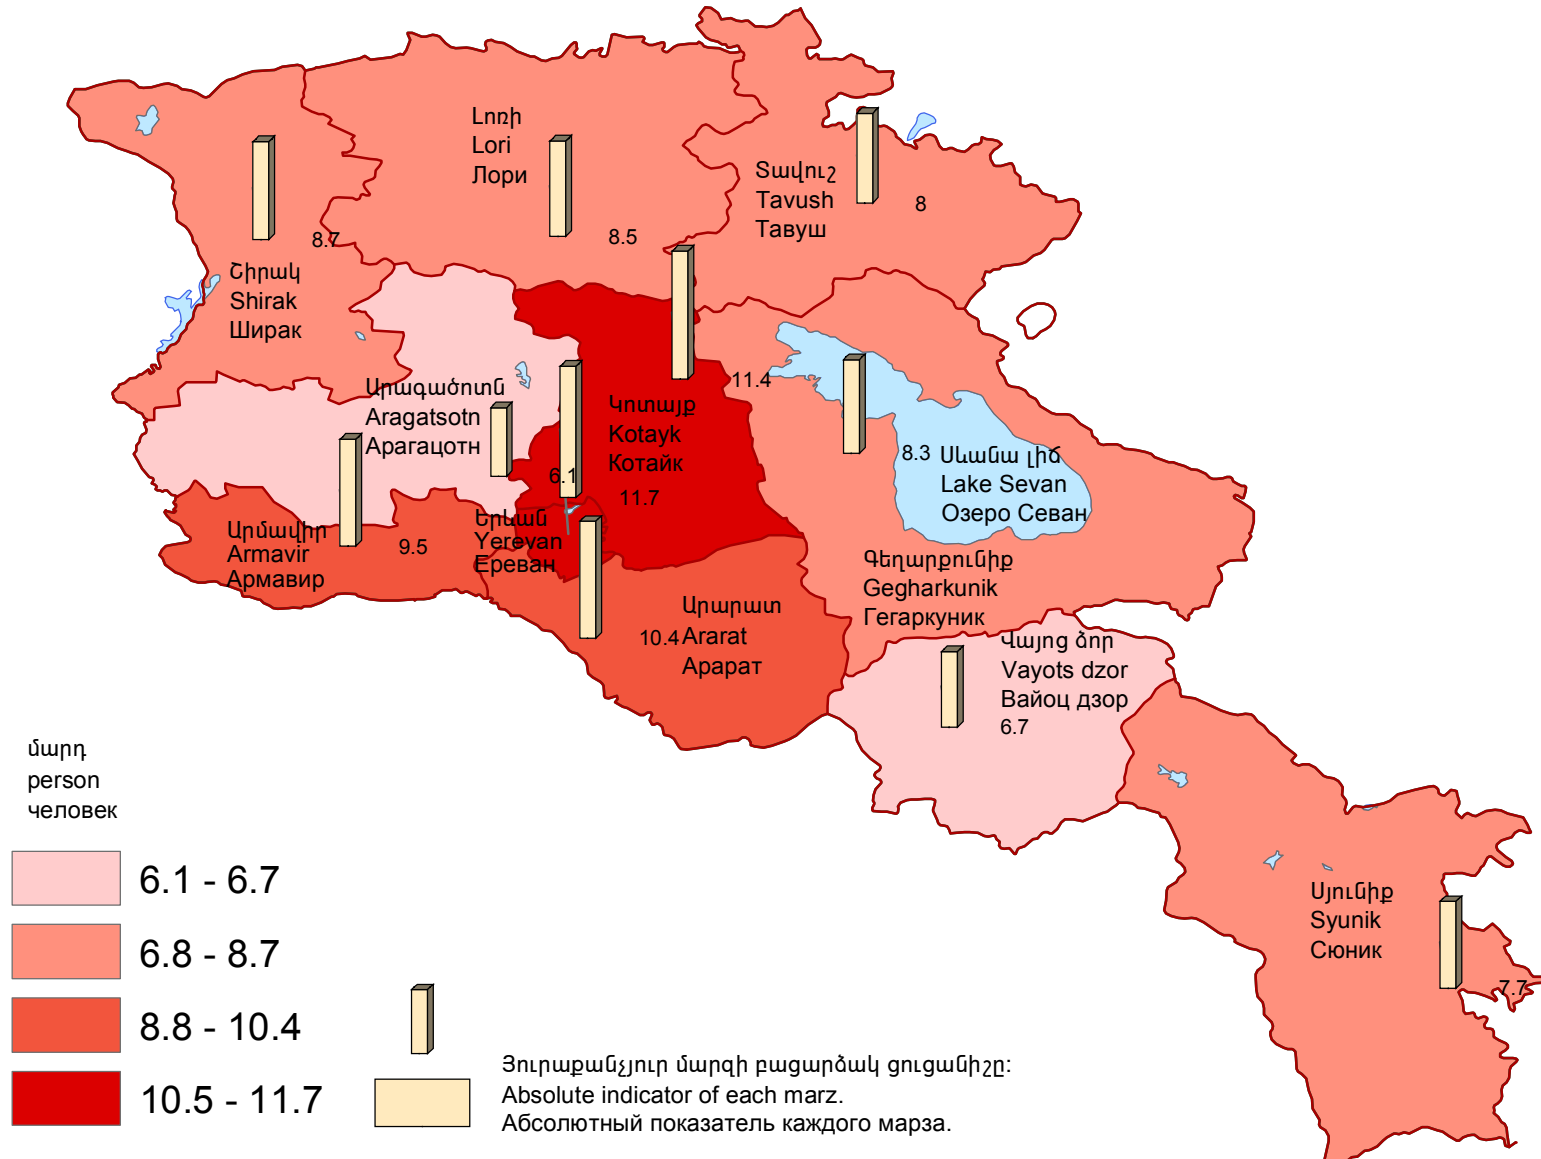 Լոռի
Lori
Лори
8.5
Տավուշ
Tavush
Тавуш
8
8.7
Շիրակ
Shirak
Ширак
Արագածոտն
Aragatsotn
Арагацотн
6.1
11.4
Կոտայք
Kotayk
Котайк
11.7
8.3
Սևանա լիճ
Lake Sevan
Озеро Севан
Արմավիր
Armavir
Армавир
9.5
Երևան
Yerevan
Ереван
Գեղարքունիք
Gegharkunik
Гегаркуник
10.4
Արարատ
Ararat
Арарат
Վայոց ձոր
Vayots dzor
Вайоц дзор
6.7
Սյունիք
Syunik
Сюник
7.7
մարդ
person
человек
6.1 - 6.7
6.8 - 8.7
8.8 - 10.4
10.5 - 11.7
Յուրաքանչյուր մարզի բացարձակ ցուցանիշը:
Absolute indicator of each marz.
Абсолютный показатель каждого марза.